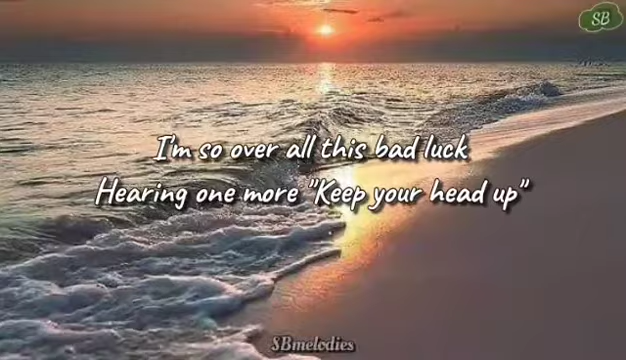 SB
I'm so over all this bad luck
Hearing one more "Keep your head up"
SBmelodies